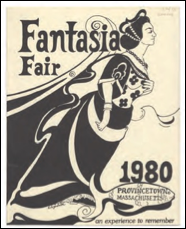 Fantasia
Fair
1980
PROVINCETOWN
MASSACHUSETTS
an experience to remember